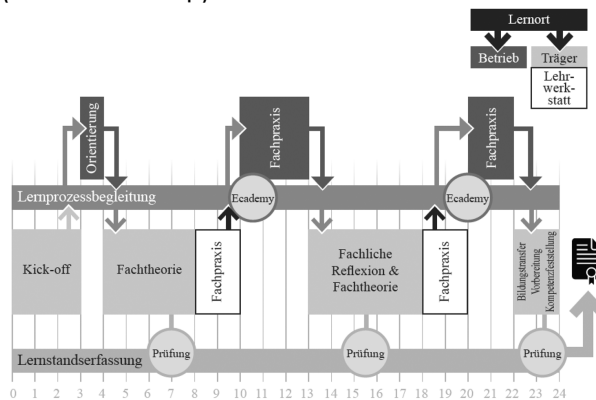 Lernort
Betrieb
Träger
Lehr-
werk-
statt
Orientierung
Fachpraxis
Fachpraxis
Lernprozessbegleitung
Ecademy
Ecademy
Kick-off
Fachtheorie
Fachpraxis
Fachliche
Reflexion &
Fachtheorie
Fachpraxis
Bildungstransfer
Vorbereitung
Kompetenzfeststellung
Lernstandserfassung
Prüfung
Prüfung
Prüfung
0 1 2 3 4 5 6 7 8 9 10 11 12 13 14 15 16 17 18 19 20 21 22 23 24